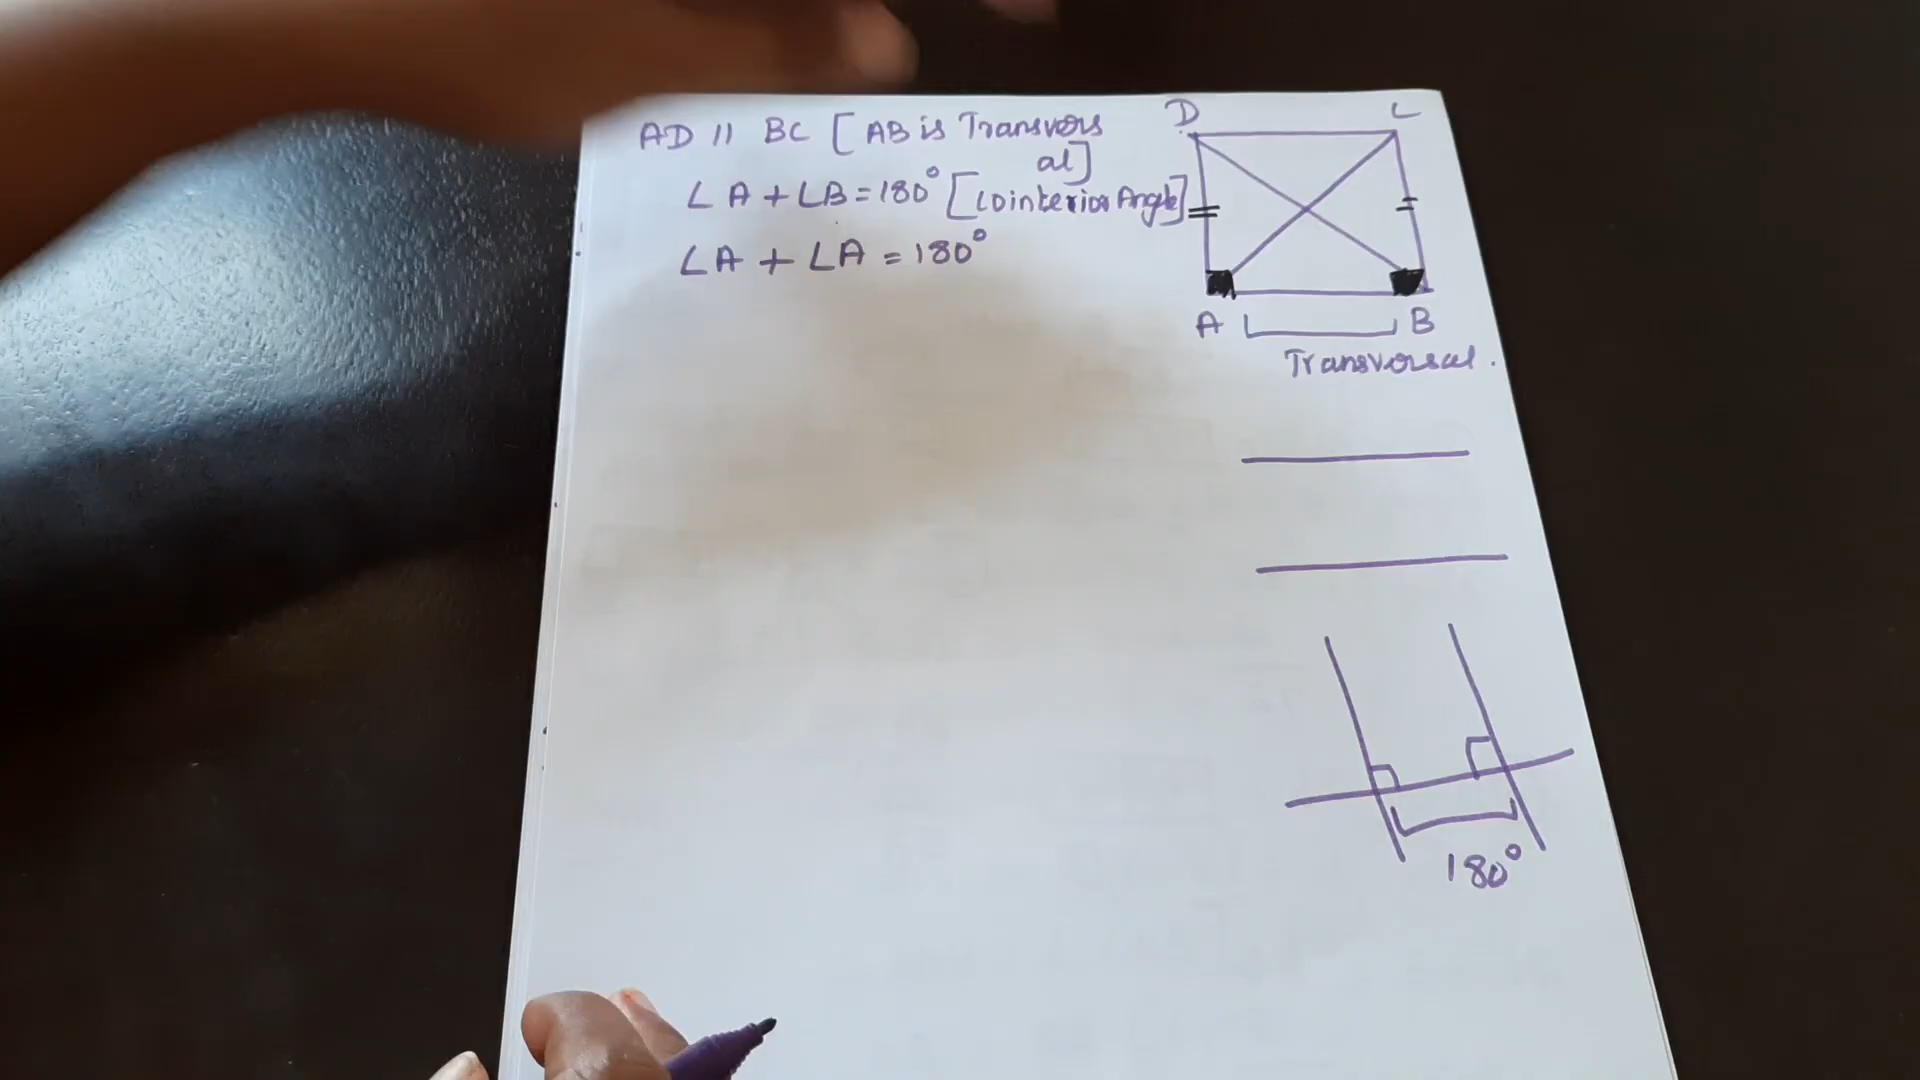 AD // BC [AB is Transvers
al]
∠A + ∠B = 180° [Cointerior Angle]
∠A + ∠A = 180°
D C
A B
Transversal.
180°